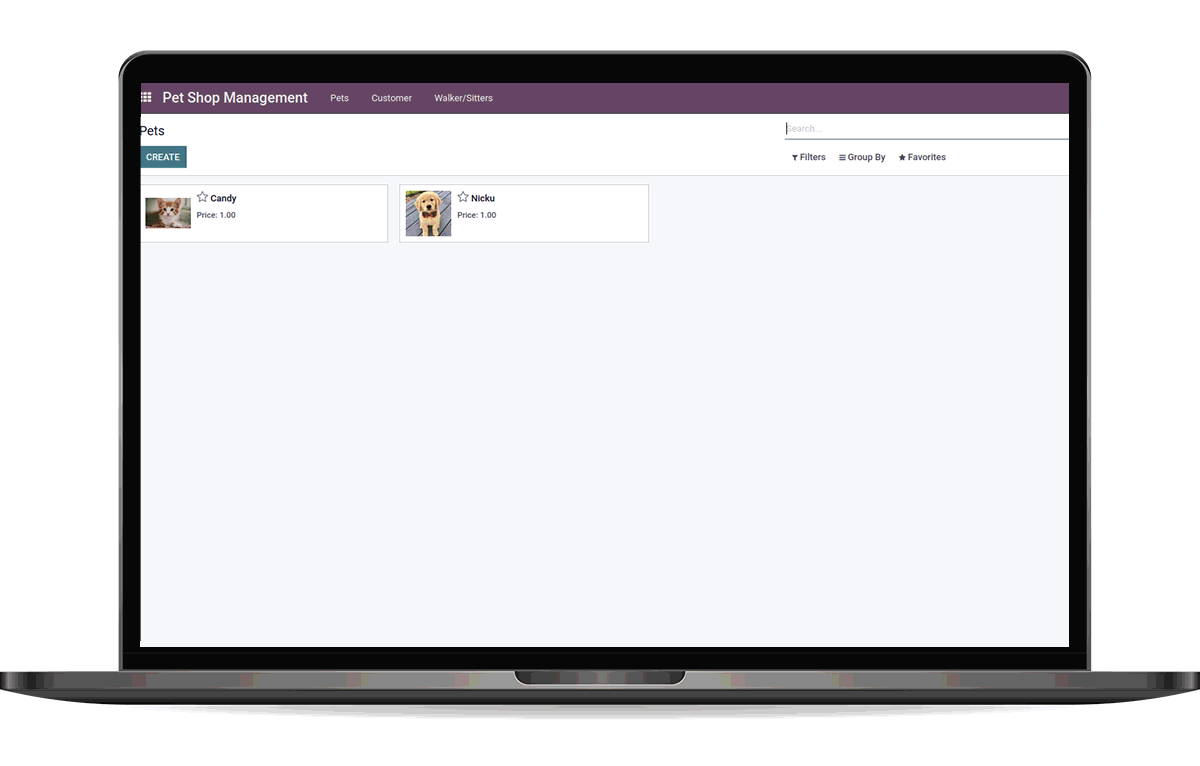 Pet Shop Management Pets Customer Walker/Sitters
Pets
Search...
CREATE
Filters Group By Favorites
Candy
Price: 1.00
Nicku
Price: 1.00